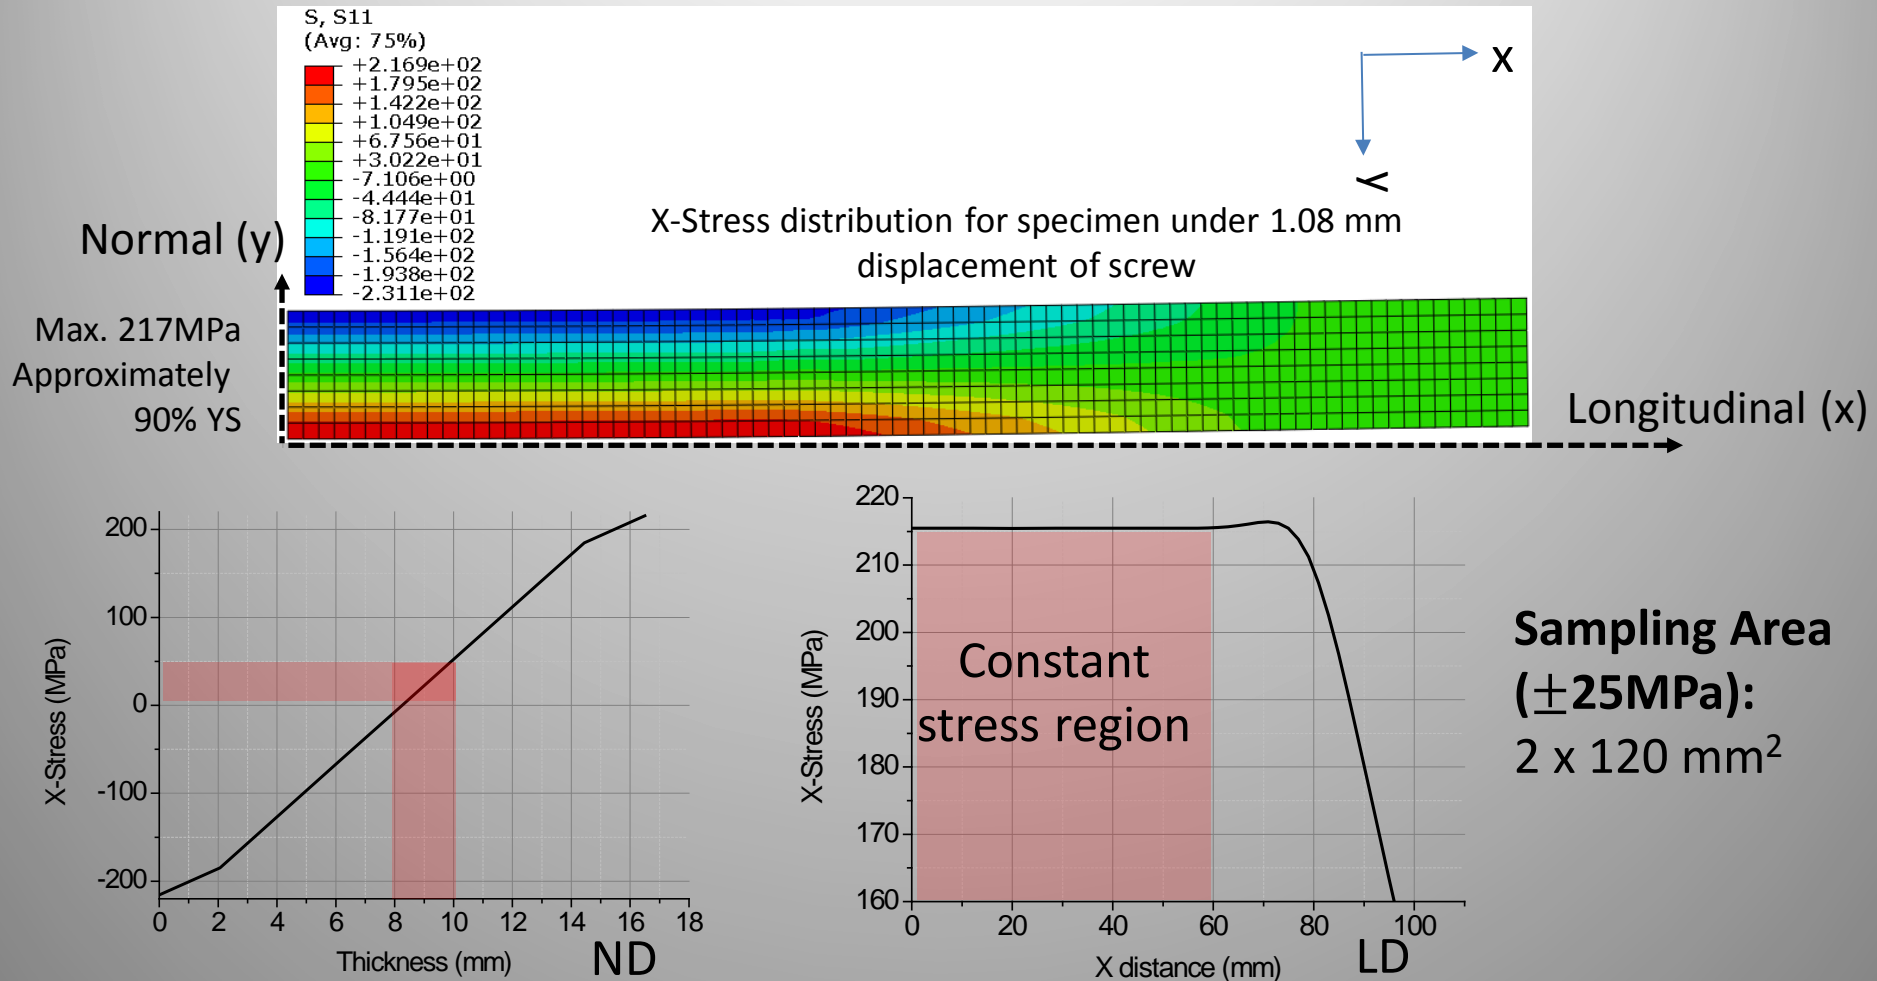 S, S11
(Avg: 75%)
+2.169e+02
+1.795e+02
+1.422e+02
+1.049e+02
+6.756e+01
+3.022e+01
-7.106e+00
-4.444e+01
-8.177e+01
-1.191e+02
-1.564e+02
-1.938e+02
-2.311e+02
X
Y
X-Stress distribution for specimen under 1.08 mm
displacement of screw
Normal (y)
Max. 217MPa
Approximately
90% YS
Longitudinal (x)
200
100
0
-100
-200
X-Stress (MPa)
0 2 4 6 8 10 12 14 16 18
Thickness (mm)
ND
220
210
200
190
180
170
160
X-Stress (MPa)
Constant
stress region
0 20 40 60 80 100
X distance (mm)
LD
Sampling Area
(±25MPa):
2 x 120 mm²